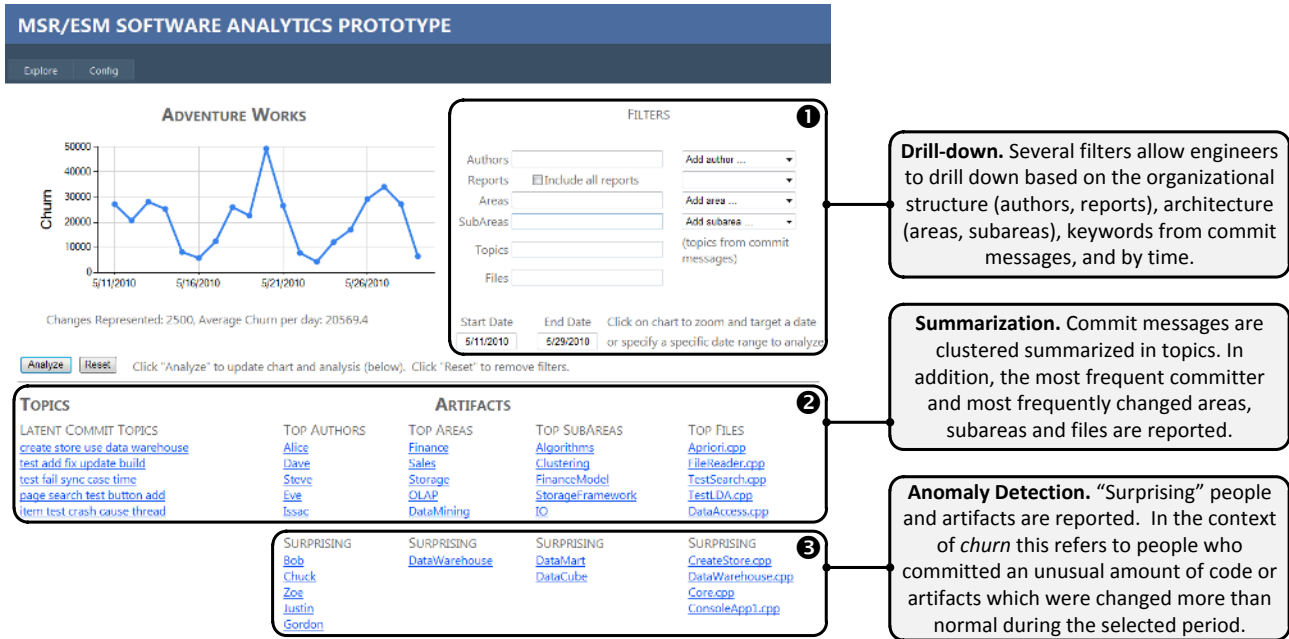 MSR/ESM SOFTWARE ANALYTICS PROTOTYPE
Explore Config
ADVENTURE WORKS
Churn
50000
40000
30000
20000
10000
0
5/11/2010 5/16/2010 5/21/2010 5/26/2010
Changes Represented: 2500, Average Churn per day: 20569.4
FILTERS
❶
Authors Add author ...
Reports Include all reports
Areas Add area ...
SubAreas Add subarea ...
Topics (topics from commit
messages)
Files
Start Date End Date Click on chart to zoom and target a date
5/11/2010 5/29/2010 or specify a specific date range to analyze
Analyze Reset Click "Analyze" to update chart and analysis (below). Click "Reset" to remove filters.
TOPICS ARTIFACTS ❷
LATENT COMMIT TOPICS TOP AUTHORS TOP AREAS TOP SUBAREAS TOP FILES
create store use data warehouse Alice Finance Algorithms Apriori.cpp
test add fix update build Dave Sales Clustering FileReader.cpp
test fail sync case time Steve Storage FinanceModel TestSearch.cpp
page search test button add Eve OLAP StorageFramework TestLDA.cpp
item test crash cause thread Issac DataMining IO DataAccess.cpp
SURPRISING SURPRISING SURPRISING SURPRISING ❸
Bob DataWarehouse DataMart CreateStore.cpp
Chuck DataCube DataWarehouse.cpp
Zoe Core.cpp
Justin ConsoleApp1.cpp
Gordon
Drill-down. Several filters allow engineers
to drill down based on the organizational
structure (authors, reports), architecture
(areas, subareas), keywords from commit
messages, and by time.
Summarization. Commit messages are
clustered summarized in topics. In
addition, the most frequent committer
and most frequently changed areas,
subareas and files are reported.
Anomaly Detection. “Surprising” people
and artifacts are reported. In the context
of churn this refers to people who
committed an unusual amount of code or
artifacts which were changed more than
normal during the selected period.